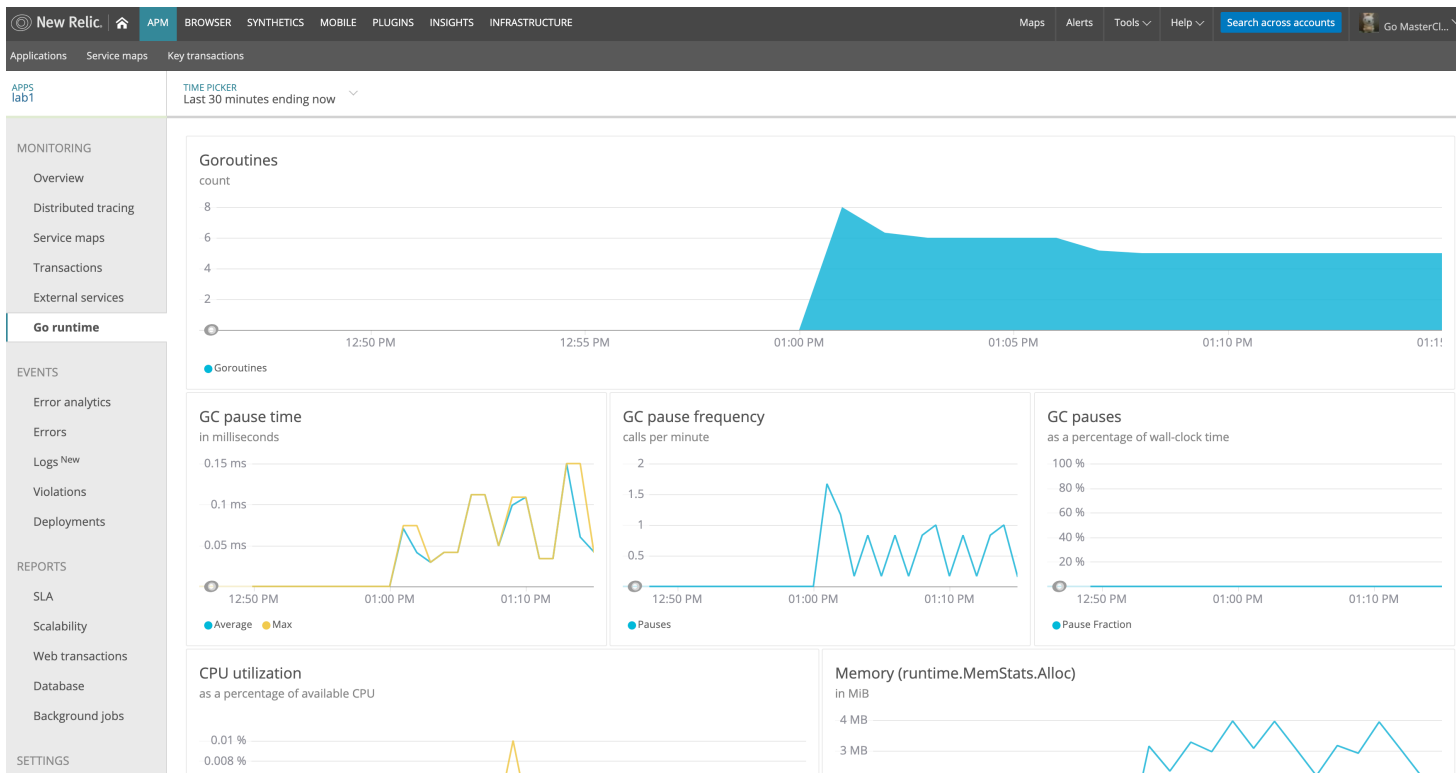 New Relic. APM BROWSER SYNTHETICS MOBILE PLUGINS INSIGHTS INFRASTRUCTURE Maps Alerts Tools Help Search across accounts Go MasterCl...
Applications Service maps Key transactions
APPS
lab1
TIME PICKER
Last 30 minutes ending now
MONITORING
Overview
Distributed tracing
Service maps
Transactions
External services
Go runtime
EVENTS
Error analytics
Errors
Logs New
Violations
Deployments
REPORTS
SLA
Scalability
Web transactions
Database
Background jobs
SETTINGS
Goroutines
count
8
6
4
2
12:50 PM 12:55 PM 01:00 PM 01:05 PM 01:10 PM
Goroutines
GC pause time
in milliseconds
0.15 ms
0.1 ms
0.05 ms
12:50 PM 01:00 PM 01:10 PM
Average Max
GC pause frequency
calls per minute
2
1.5
1
0.5
12:50 PM 01:00 PM 01:10 PM
Pauses
GC pauses
as a percentage of wall-clock time
100 %
80 %
60 %
40 %
20 %
12:50 PM 01:00 PM 01:10 PM
Pause Fraction
CPU utilization
as a percentage of available CPU
0.01 %
0.008 %
Memory (runtime.MemStats.Alloc)
in MiB
4 MB
3 MB